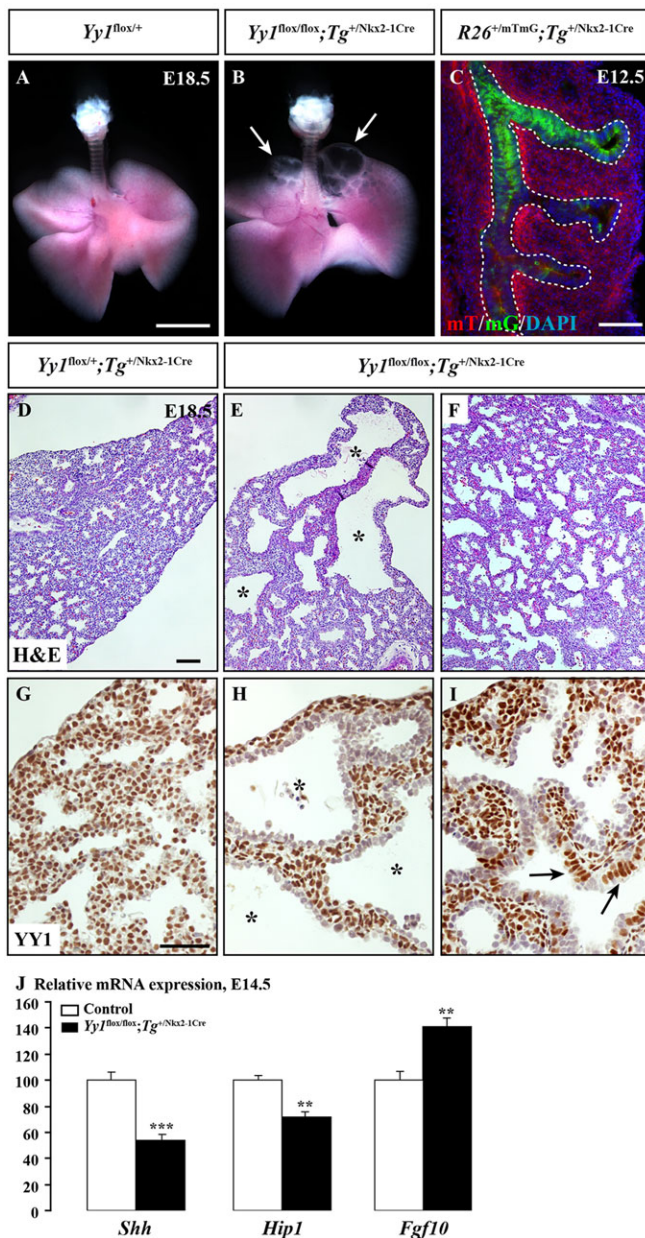 Yy1flox/+ Yy1flox/flox;Tg+/Nkx2-1Cre R26+/mTmG;Tg+/Nkx2-1Cre
A E18.5 B C E12.5
mT/mG/DAPI
Yy1flox/+;Tg+/Nkx2-1Cre Yy1flox/flox;Tg+/Nkx2-1Cre
D E18.5 E F
* * *
H&E
G H I
* * *
YY1
J Relative mRNA expression, E14.5
160
Control
140
Yy1flox/flox;Tg+/Nkx2-1Cre
**
120
100
80
**
60
***
40
20
0
Shh Hip1 Fgf10